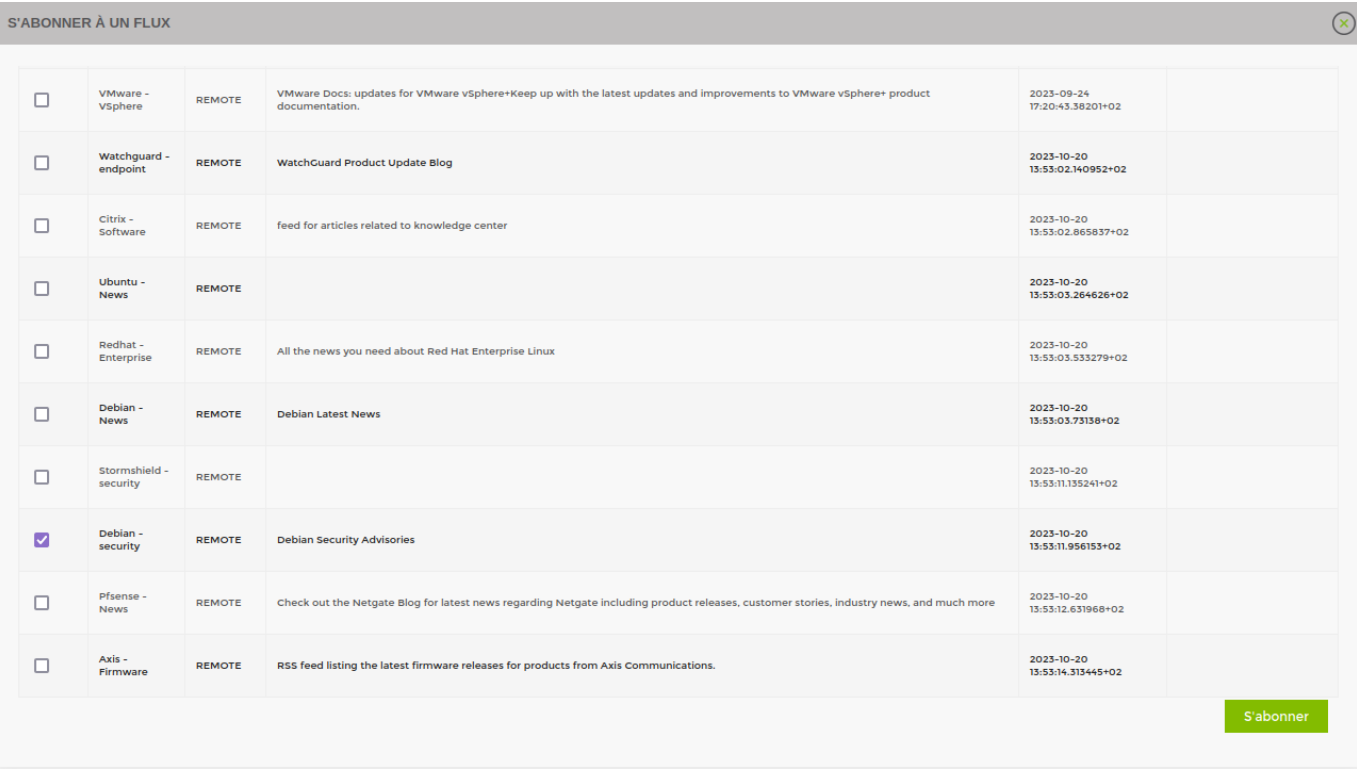 S'ABONNER À UN FLUX
VMware -
VSphere
REMOTE
VMware Docs: updates for VMware vSphere+Keep up with the latest updates and improvements to VMware vSphere+ product
documentation.
2023-09-24
17:20:43.38201+02
Watchguard -
endpoint
REMOTE
WatchGuard Product Update Blog
2023-10-20
13:53:02.140952+02
Citrix -
Software
REMOTE
feed for articles related to knowledge center
2023-10-20
13:53:02.865837+02
Ubuntu -
News
REMOTE
2023-10-20
13:53:03.264626+02
Redhat -
Enterprise
REMOTE
All the news you need about Red Hat Enterprise Linux
2023-10-20
13:53:03.533279+02
Debian -
News
REMOTE
Debian Latest News
2023-10-20
13:53:03.73138+02
Stormshield -
security
REMOTE
2023-10-20
13:53:11.135241+02
Debian -
security
REMOTE
Debian Security Advisories
2023-10-20
13:53:11.956153+02
Pfsense -
News
REMOTE
Check out the Netgate Blog for latest news regarding Netgate including product releases, customer stories, industry news, and much more
2023-10-20
13:53:12.631968+02
Axis -
Firmware
REMOTE
RSS feed listing the latest firmware releases for products from Axis Communications.
2023-10-20
13:53:14.313445+02
S'abonner